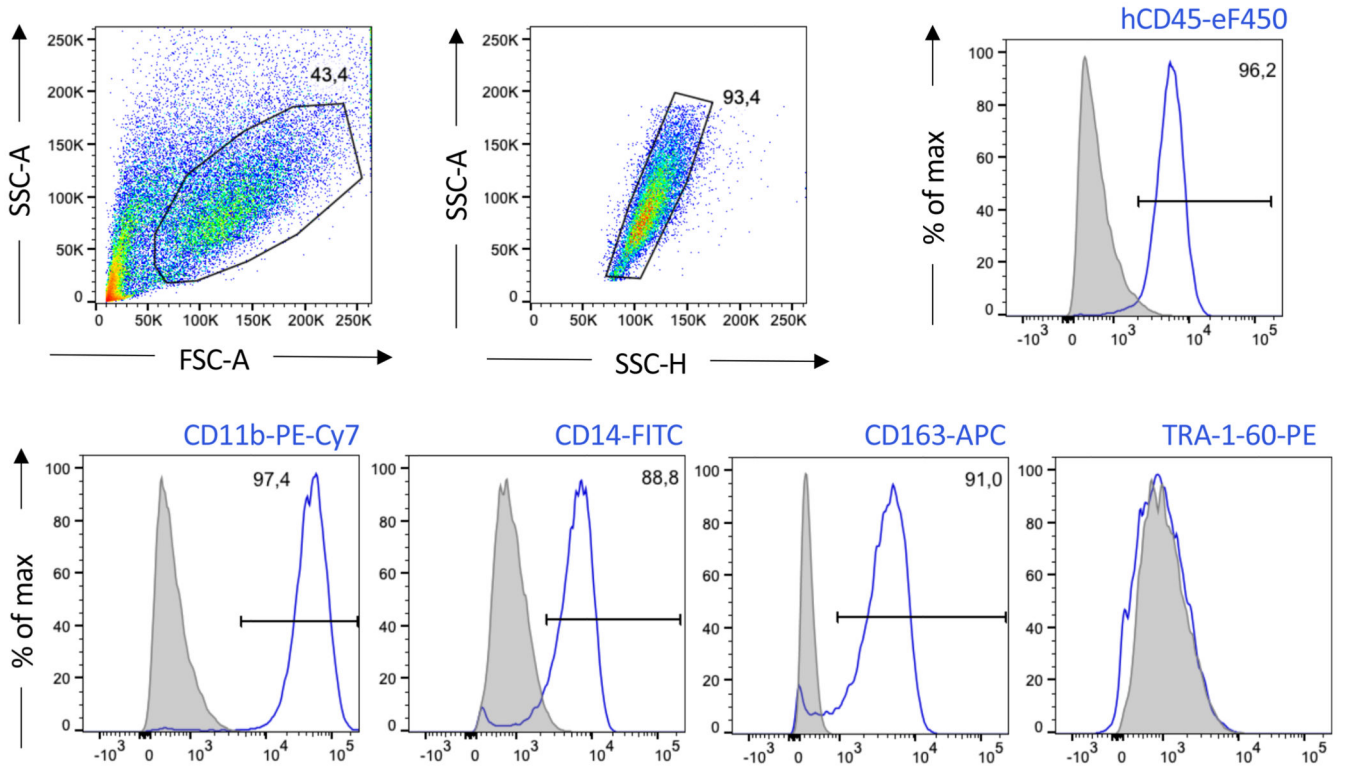 hCD45-eF450
250K
200K
150K
100K
50K
0
SSC-A
43,4
0 50K 100K 150K 200K 250K
FSC-A
250K
200K
150K
100K
50K
0
SSC-A
93,4
0 100K 150K 200K 250K
SSC-H
100
80
60
40
20
0
% of max
96,2
-10³ 0 10³ 10⁴ 10⁵
CD11b-PE-Cy7
100
80
60
40
20
0
% of max
97,4
-10³ 0 10³ 10⁴ 10⁵
CD14-FITC
100
80
60
40
20
0
88,8
-10³ 0 10³ 10⁴ 10⁵
CD163-APC
100
80
60
40
20
0
91,0
-10³ 0 10³ 10⁴ 10⁵
TRA-1-60-PE
100
80
60
40
20
0
-10³ 0 10³ 10⁴ 10⁵